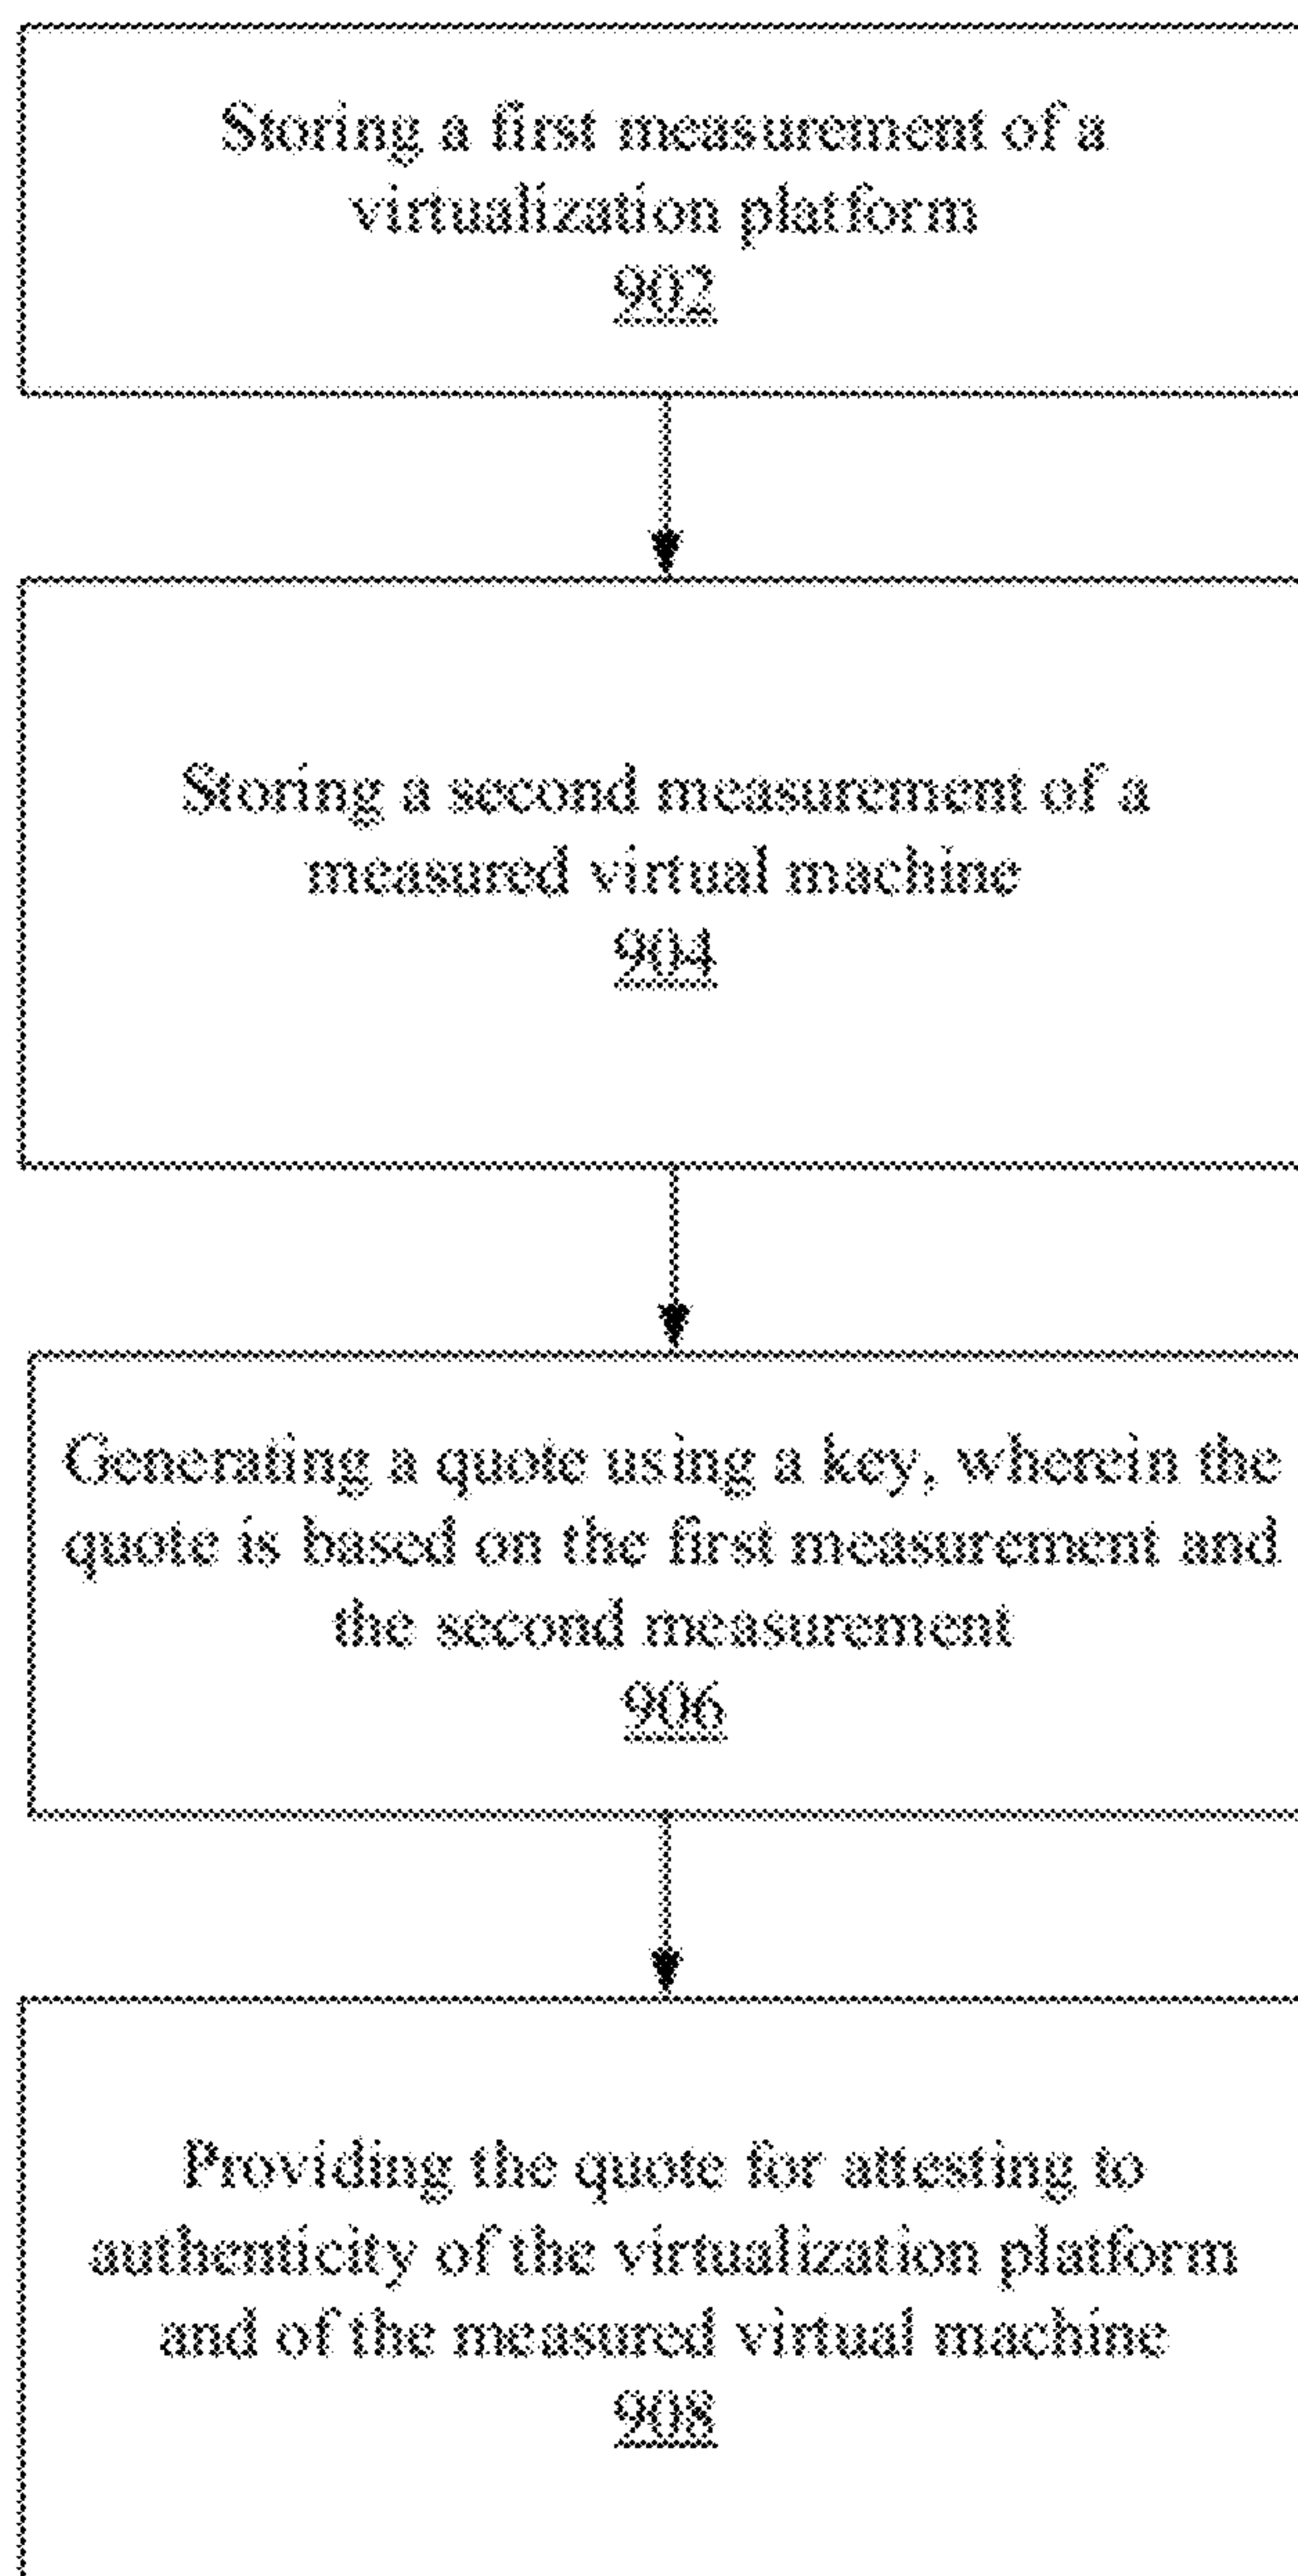 Storing a first measurement of a
virtualization platform
902
Storing a second measurement of a
measured virtual machine
904
Generating a quote using a key, wherein the
quote is based on the first measurement and
the second measurement
906
Providing the quote for attesting to
authenticity of the virtualization platform
and of the measured virtual machine
908